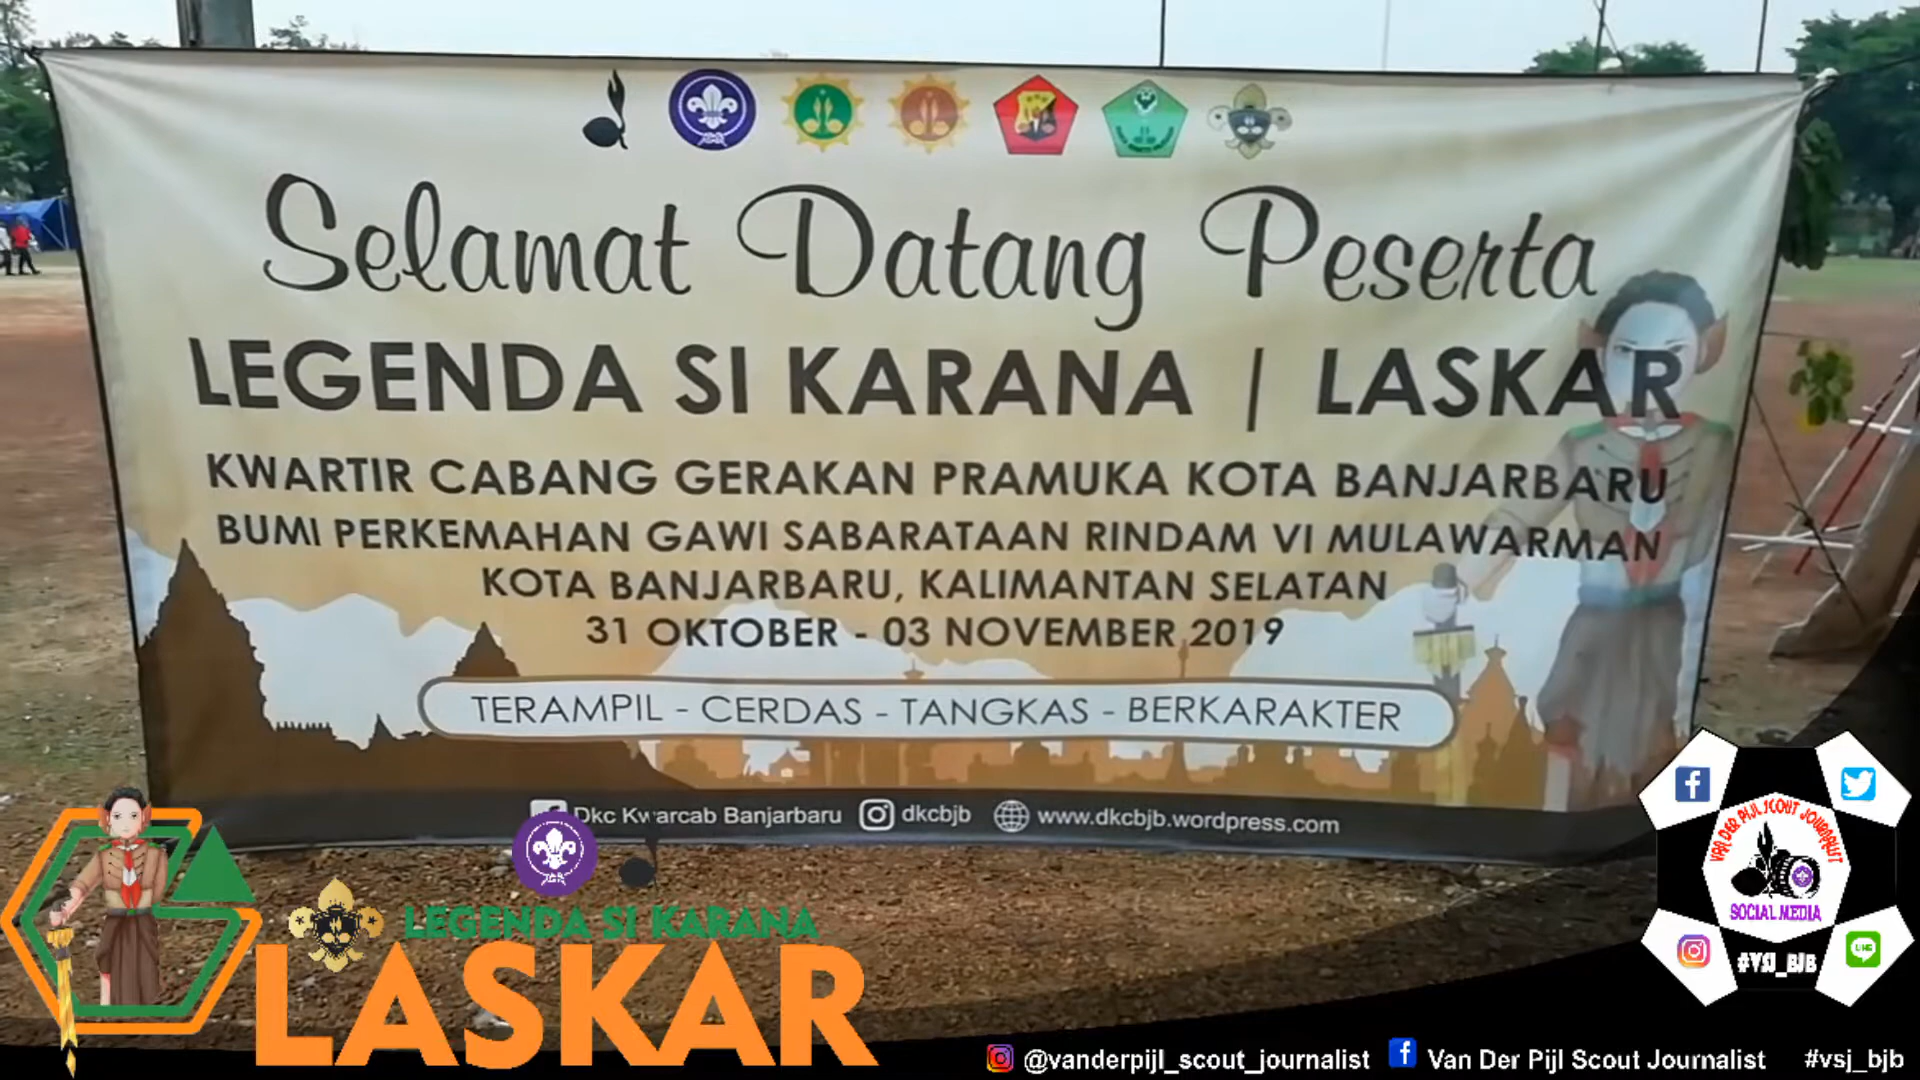 Selamat Datang Peserta
LEGENDA SI KARANA | LASKAR
KWARTIR CABANG GERAKAN PRAMUKA KOTA BANJARBARU
BUMI PERKEMAHAN GAWI SABARATAAN RINDAM VI MULAWARMAN
KOTA BANJARBARU, KALIMANTAN SELATAN
31 OKTOBER - 03 NOVEMBER 2019
TERAMPIL - CERDAS - TANGKAS - BERKARAKTER
Dkc Kwarcab Banjarbaru dkcbjb www.dkcbjb.wordpress.com
LEGENDA SI KARANA
LASKAR
VAN DER PIJL SCOUT JOURNALIST
SOCIAL MEDIA
#VSJ_BJB
LINE
@vanderpijl_scout_journalist Van Der Pijl Scout Journalist #vsj_bjb